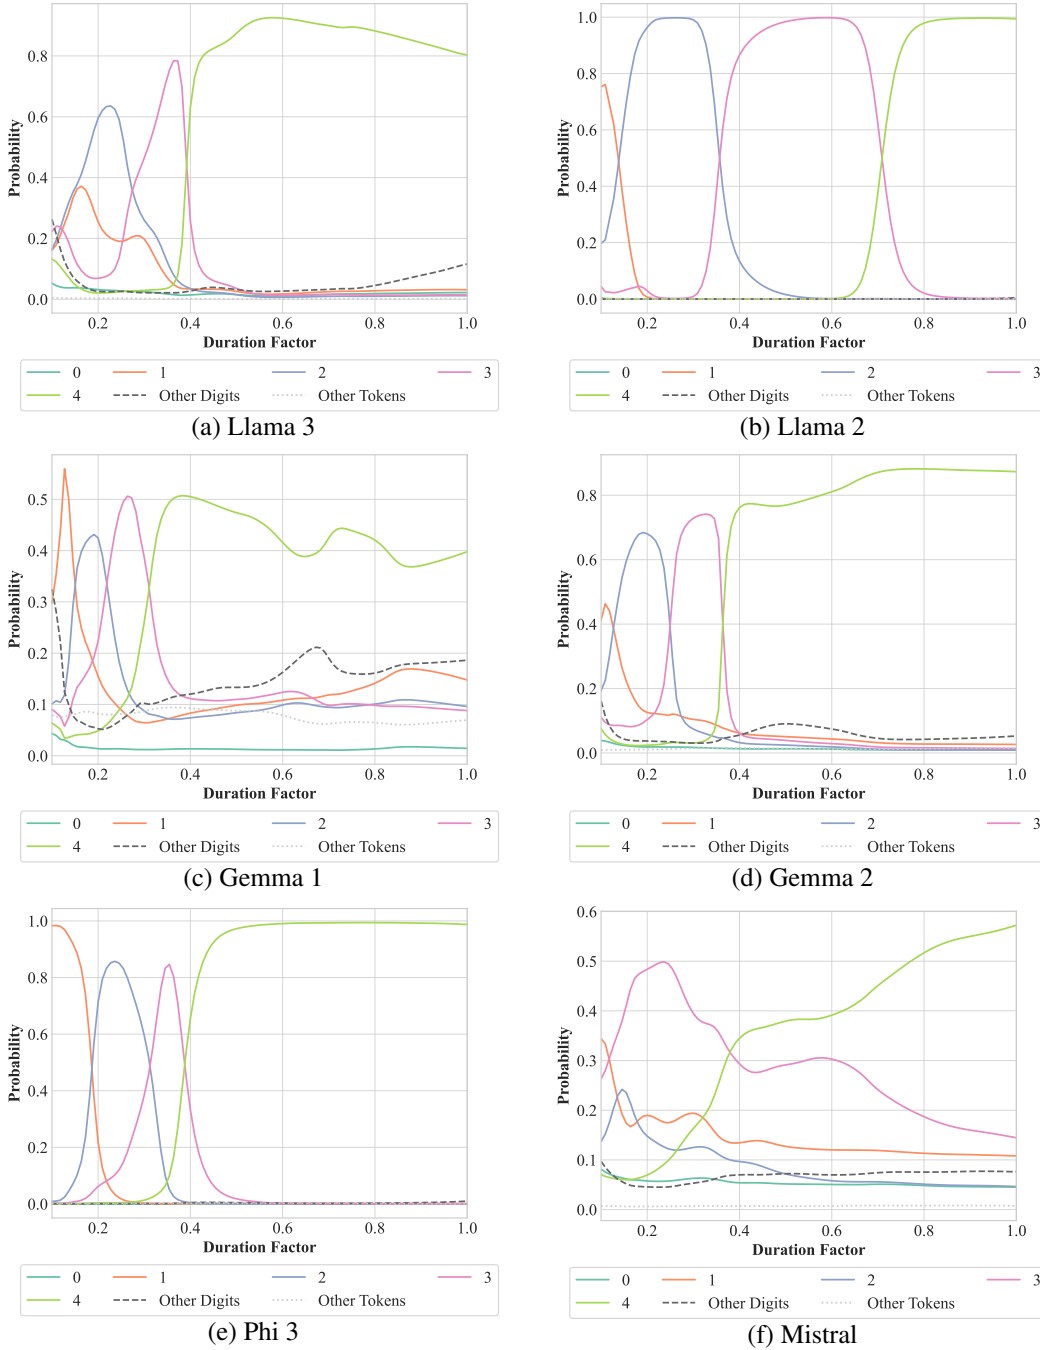 0.8
0.6
0.4
0.2
0.0
Probability
0.2 0.4 0.6 0.8 1.0
Duration Factor
0 1 2 3
4 Other Digits Other Tokens
(a) Llama 3
1.0
0.8
0.6
0.4
0.2
0.0
Probability
0.2 0.4 0.6 0.8 1.0
Duration Factor
0 1 2 3
4 Other Digits Other Tokens
(b) Llama 2
0.5
0.4
0.3
0.2
0.1
0.0
Probability
0.2 0.4 0.6 0.8 1.0
Duration Factor
0 1 2 3
4 Other Digits Other Tokens
(c) Gemma 1
0.8
0.6
0.4
0.2
0.0
Probability
0.2 0.4 0.6 0.8 1.0
Duration Factor
0 1 2 3
4 Other Digits Other Tokens
(d) Gemma 2
1.0
0.8
0.6
0.4
0.2
0.0
Probability
0.2 0.4 0.6 0.8 1.0
Duration Factor
0 1 2 3
4 Other Digits Other Tokens
(e) Phi 3
0.6
0.5
0.4
0.3
0.2
0.1
0.0
Probability
0.2 0.4 0.6 0.8 1.0
Duration Factor
0 1 2 3
4 Other Digits Other Tokens
(f) Mistral